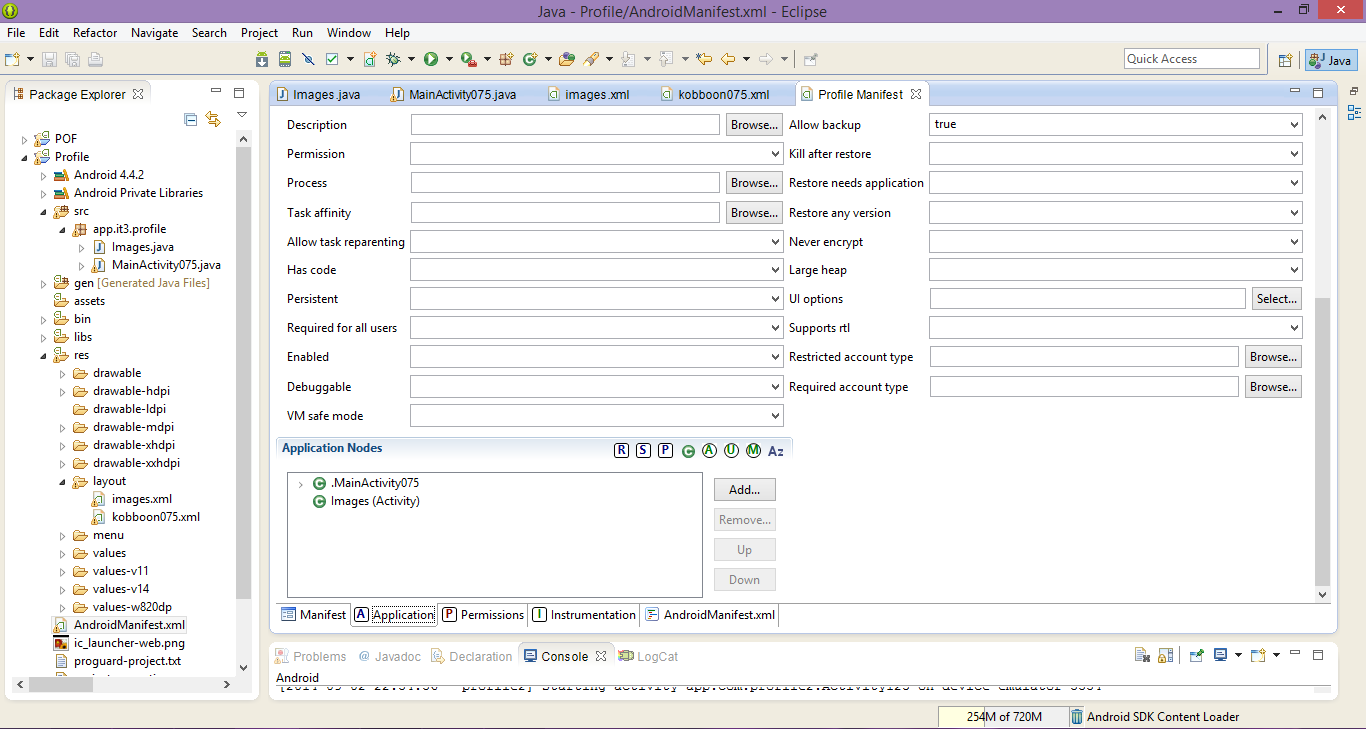 Java - Profile/AndroidManifest.xml - Eclipse
File Edit Refactor Navigate Search Project Run Window Help
Quick Access
Java
Package Explorer
POF
Profile
Android 4.4.2
Android Private Libraries
src
app.it3.profile
Images.java
MainActivity075.java
gen [Generated Java Files]
assets
bin
libs
res
drawable
drawable-hdpi
drawable-ldpi
drawable-mdpi
drawable-xhdpi
drawable-xxhdpi
layout
images.xml
kobboon075.xml
menu
values
values-v11
values-v14
values-w820dp
AndroidManifest.xml
ic_launcher-web.png
proguard-project.txt
Images.java MainActivity075.java images.xml kobboon075.xml Profile Manifest
Description Browse... Allow backup true
Permission Kill after restore
Process Browse... Restore needs application
Task affinity Browse... Restore any version
Allow task reparenting Never encrypt
Has code Large heap
Persistent UI options Select...
Required for all users Supports rtl
Enabled Restricted account type Browse...
Debuggable Required account type Browse...
VM safe mode
Application Nodes R S P C A U M Az
C .MainActivity075
C Images (Activity)
Add...
Remove...
Up
Down
Manifest A Application P Permissions I Instrumentation AndroidManifest.xml
Problems @ Javadoc Declaration Console LogCat
Android
254M of 720M Android SDK Content Loader